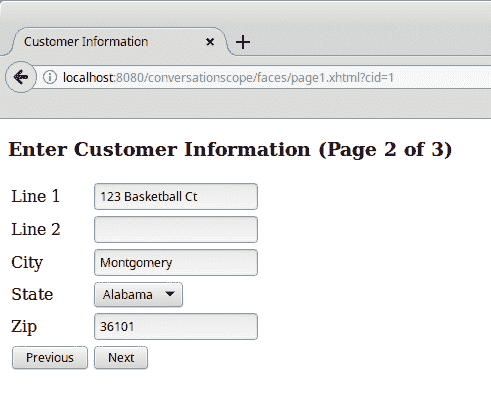 Customer Information
localhost:8080/conversationscope/faces/page1.xhtml?cid=1
Enter Customer Information (Page 2 of 3)
Line 1 123 Basketball Ct
Line 2
City Montgomery
State Alabama
Zip 36101
Previous Next